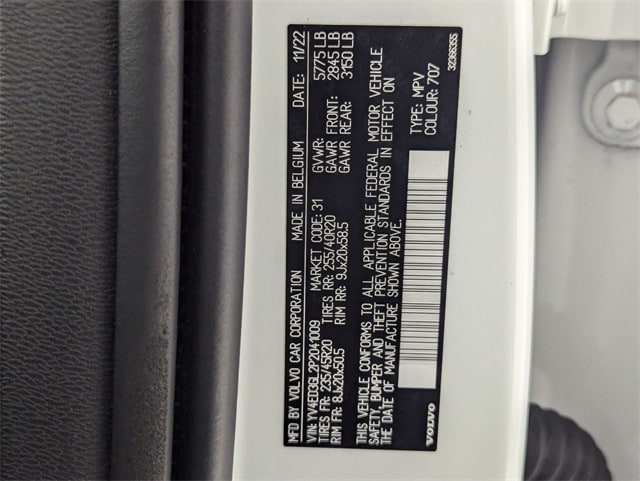 MFD BY VOLVO CAR CORPORATION MADE IN BELGIUM DATE: 11/22
VIN: YV4ED3GL2P2041009 MARKET CODE: 31 GVWR: 5775 LB
TIRES FR: 235/45R20 TIRES RR: 255/40R20 GAWR FRONT: 2845 LB
RIM FR: 8Jx20x50.5 RIM RR: 9Jx20x58.5 GAWR REAR: 3150 LB
THIS VEHICLE CONFORMS TO ALL APPLICABLE FEDERAL MOTOR VEHICLE
SAFETY, BUMPER AND THEFT PREVENTION STANDARDS IN EFFECT ON
THE DATE OF MANUFACTURE SHOWN ABOVE.
TYPE: MPV
COLOUR: 707
VOLVO
32366355